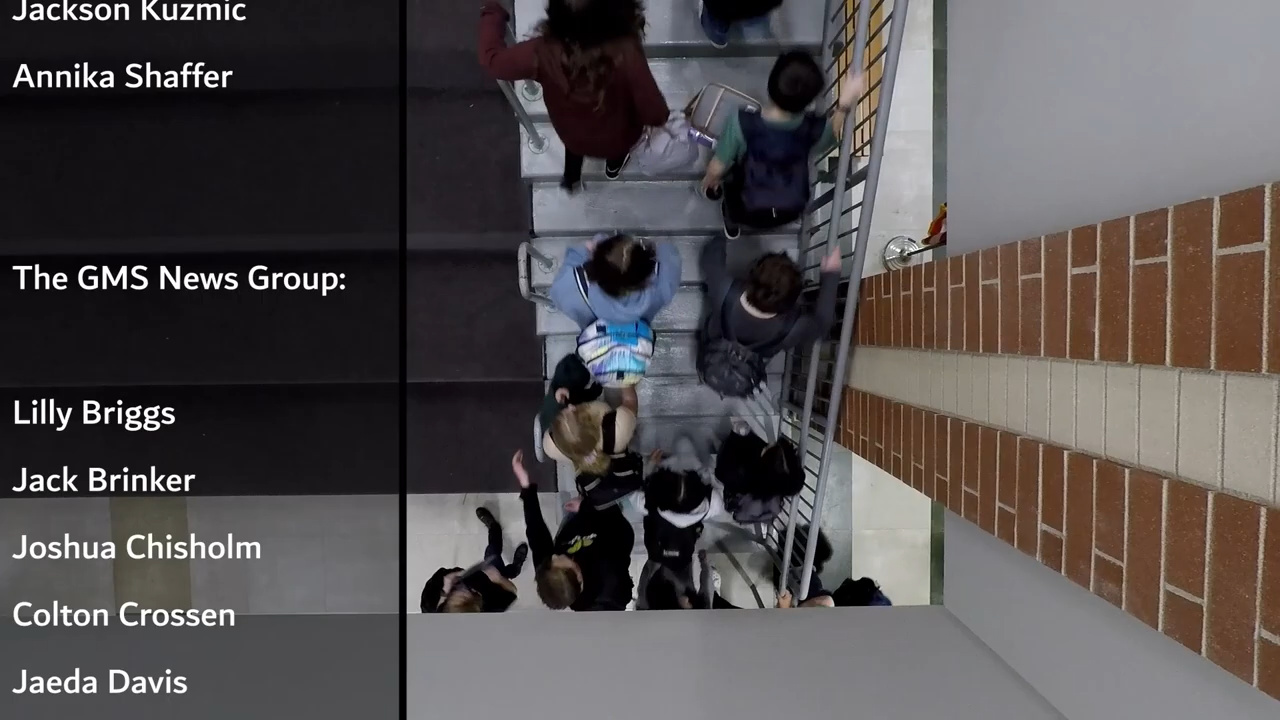 Jackson Kuzmic
Annika Shaffer
The GMS News Group:
Lilly Briggs
Jack Brinker
Joshua Chisholm
Colton Crossen
Jaeda Davis